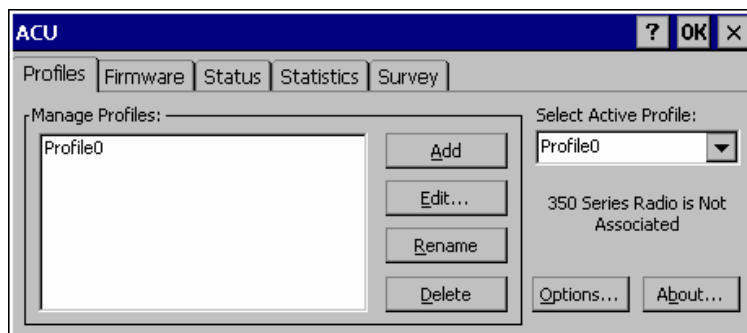 ACU ? OK ×
Profiles Firmware Status Statistics Survey
Manage Profiles:
Profile0
Add
Edit...
Rename
Delete
Select Active Profile:
Profile0
350 Series Radio is Not
Associated
Options... About...